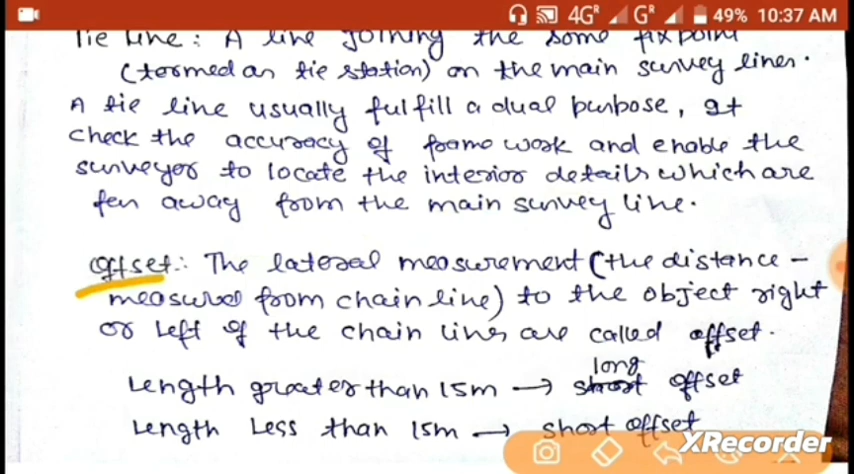 4G R G R 49% 10:37 AM
Tie Line: A line joining the some fix point
(termed as tie station) on the main survey lines.
A tie line usually fulfill a dual purpose, It
check the accuracy of frame work and enable the
surveyor to locate the interior details which are
fen away from the main survey line.
offset:. The lateral measurement (the distance –
measured from chain line) to the object right
or left of the chain lines are called offset.
long
Length greater than 15m → short offset
Length Less than 15m → short offset
XRecorder